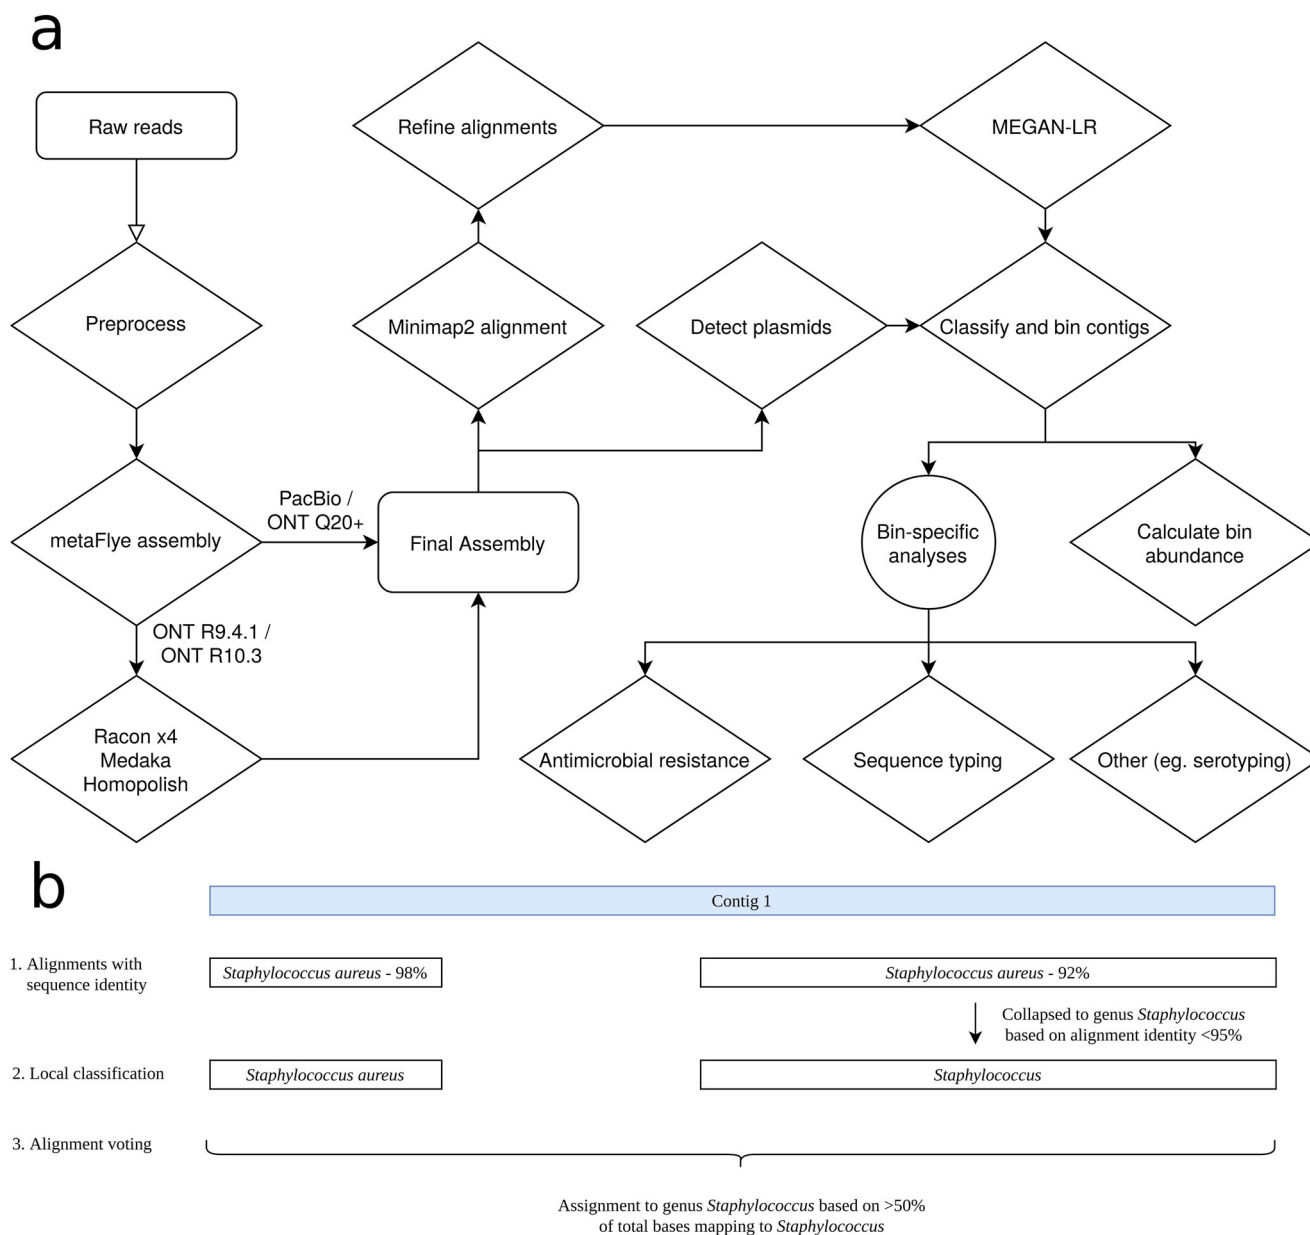 a
Raw reads
Refine alignments
MEGAN-LR
Preprocess
Minimap2 alignment
Detect plasmids
Classify and bin contigs
PacBio /
ONT Q20+
metaFlye assembly
Final Assembly
Bin-specific
analyses
Calculate bin
abundance
ONT R9.4.1 /
ONT R10.3
Racon x4
Medaka
Homopolish
Antimicrobial resistance
Sequence typing
Other (eg. serotyping)
b
Contig 1
1. Alignments with
sequence identity
Staphylococcus aureus - 98%
Staphylococcus aureus - 92%
Collapsed to genus Staphylococcus
based on alignment identity <95%
2. Local classification
Staphylococcus aureus
Staphylococcus
3. Alignment voting
Assignment to genus Staphylococcus based on >50%
of total bases mapping to Staphylococcus